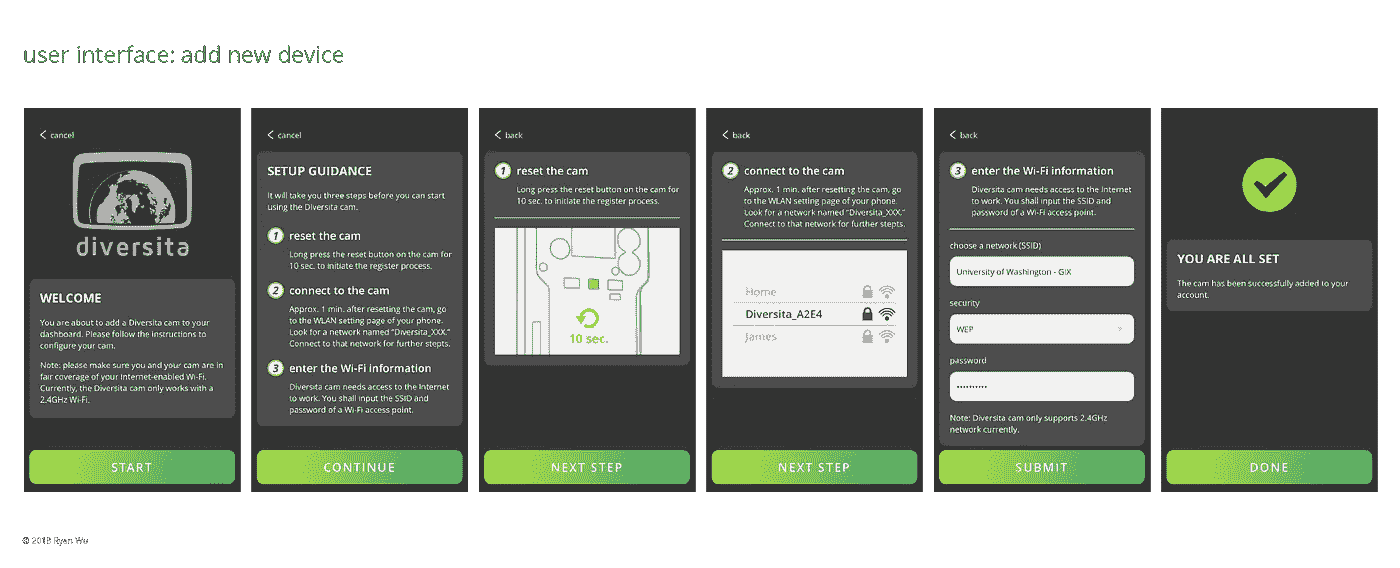 user interface: add new device
cancel
diversita
WELCOME
You are about to add a Diversita cam to your
dashboard. Please follow the instructions to
configure your cam.
Note: please make sure you and your cam are in
fair coverage of your Internet-enabled Wi-Fi.
Currently, the Diversita cam only works with a
2.4GHz Wi-Fi.
START
cancel
SETUP GUIDANCE
It will take you three steps before you can start
using the Diversita cam.
1 reset the cam
Long press the reset button on the cam for
10 sec. to initiate the register process.
2 connect to the cam
Approx. 1 min. after resetting the cam, go
to the WLAN setting page of your phone.
Look for a network named "Diversita_XXX."
Connect to that network for further stepts.
3 enter the Wi-Fi information
Diversita cam needs access to the Internet
to work. You shall input the SSID and
password of a Wi-Fi access point.
CONTINUE
back
1 reset the cam
Long press the reset button on the cam for
10 sec. to initiate the register process.
10 sec.
NEXT STEP
back
2 connect to the cam
Approx. 1 min. after resetting the cam, go
to the WLAN setting page of your phone.
Look for a network named "Diversita_XXX."
Connect to that network for further stepts.
Home
Diversita_A2E4
James
NEXT STEP
back
3 enter the Wi-Fi information
Diversita cam needs access to the Internet
to work. You shall input the SSID and
password of a Wi-Fi access point.
choose a network (SSID)
University of Washington - GIX
security
WEP
password
••••••••••
Note: Diversita cam only supports 2.4GHz
network currently.
SUBMIT
YOU ARE ALL SET
The cam has been successfully added to your
account.
DONE
© 2018 Ryan Wu